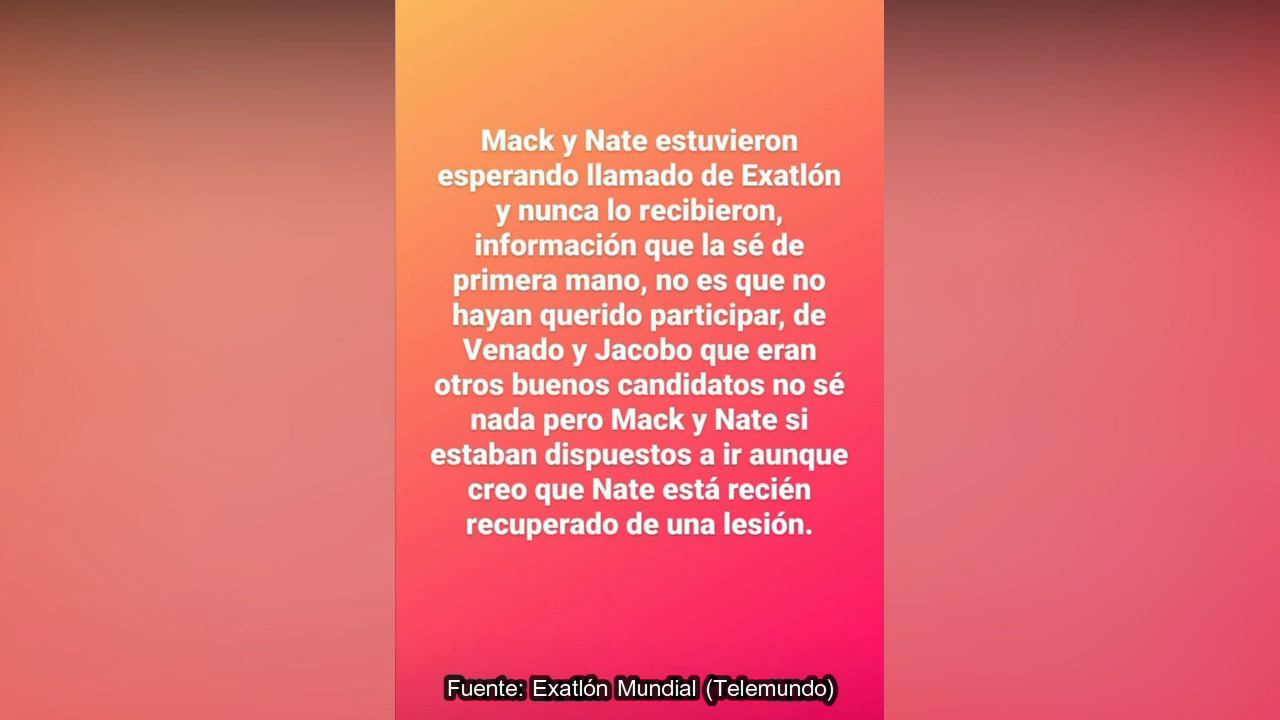 Mack y Nate estuvieron
esperando llamado de Exatlón
y nunca lo recibieron,
información que la sé de
primera mano, no es que no
hayan querido participar, de
Venado y Jacobo que eran
otros buenos candidatos no sé
nada pero Mack y Nate si
estaban dispuestos a ir aunque
creo que Nate está recién
recuperado de una lesión.
Fuente: Exatlón Mundial (Telemundo)